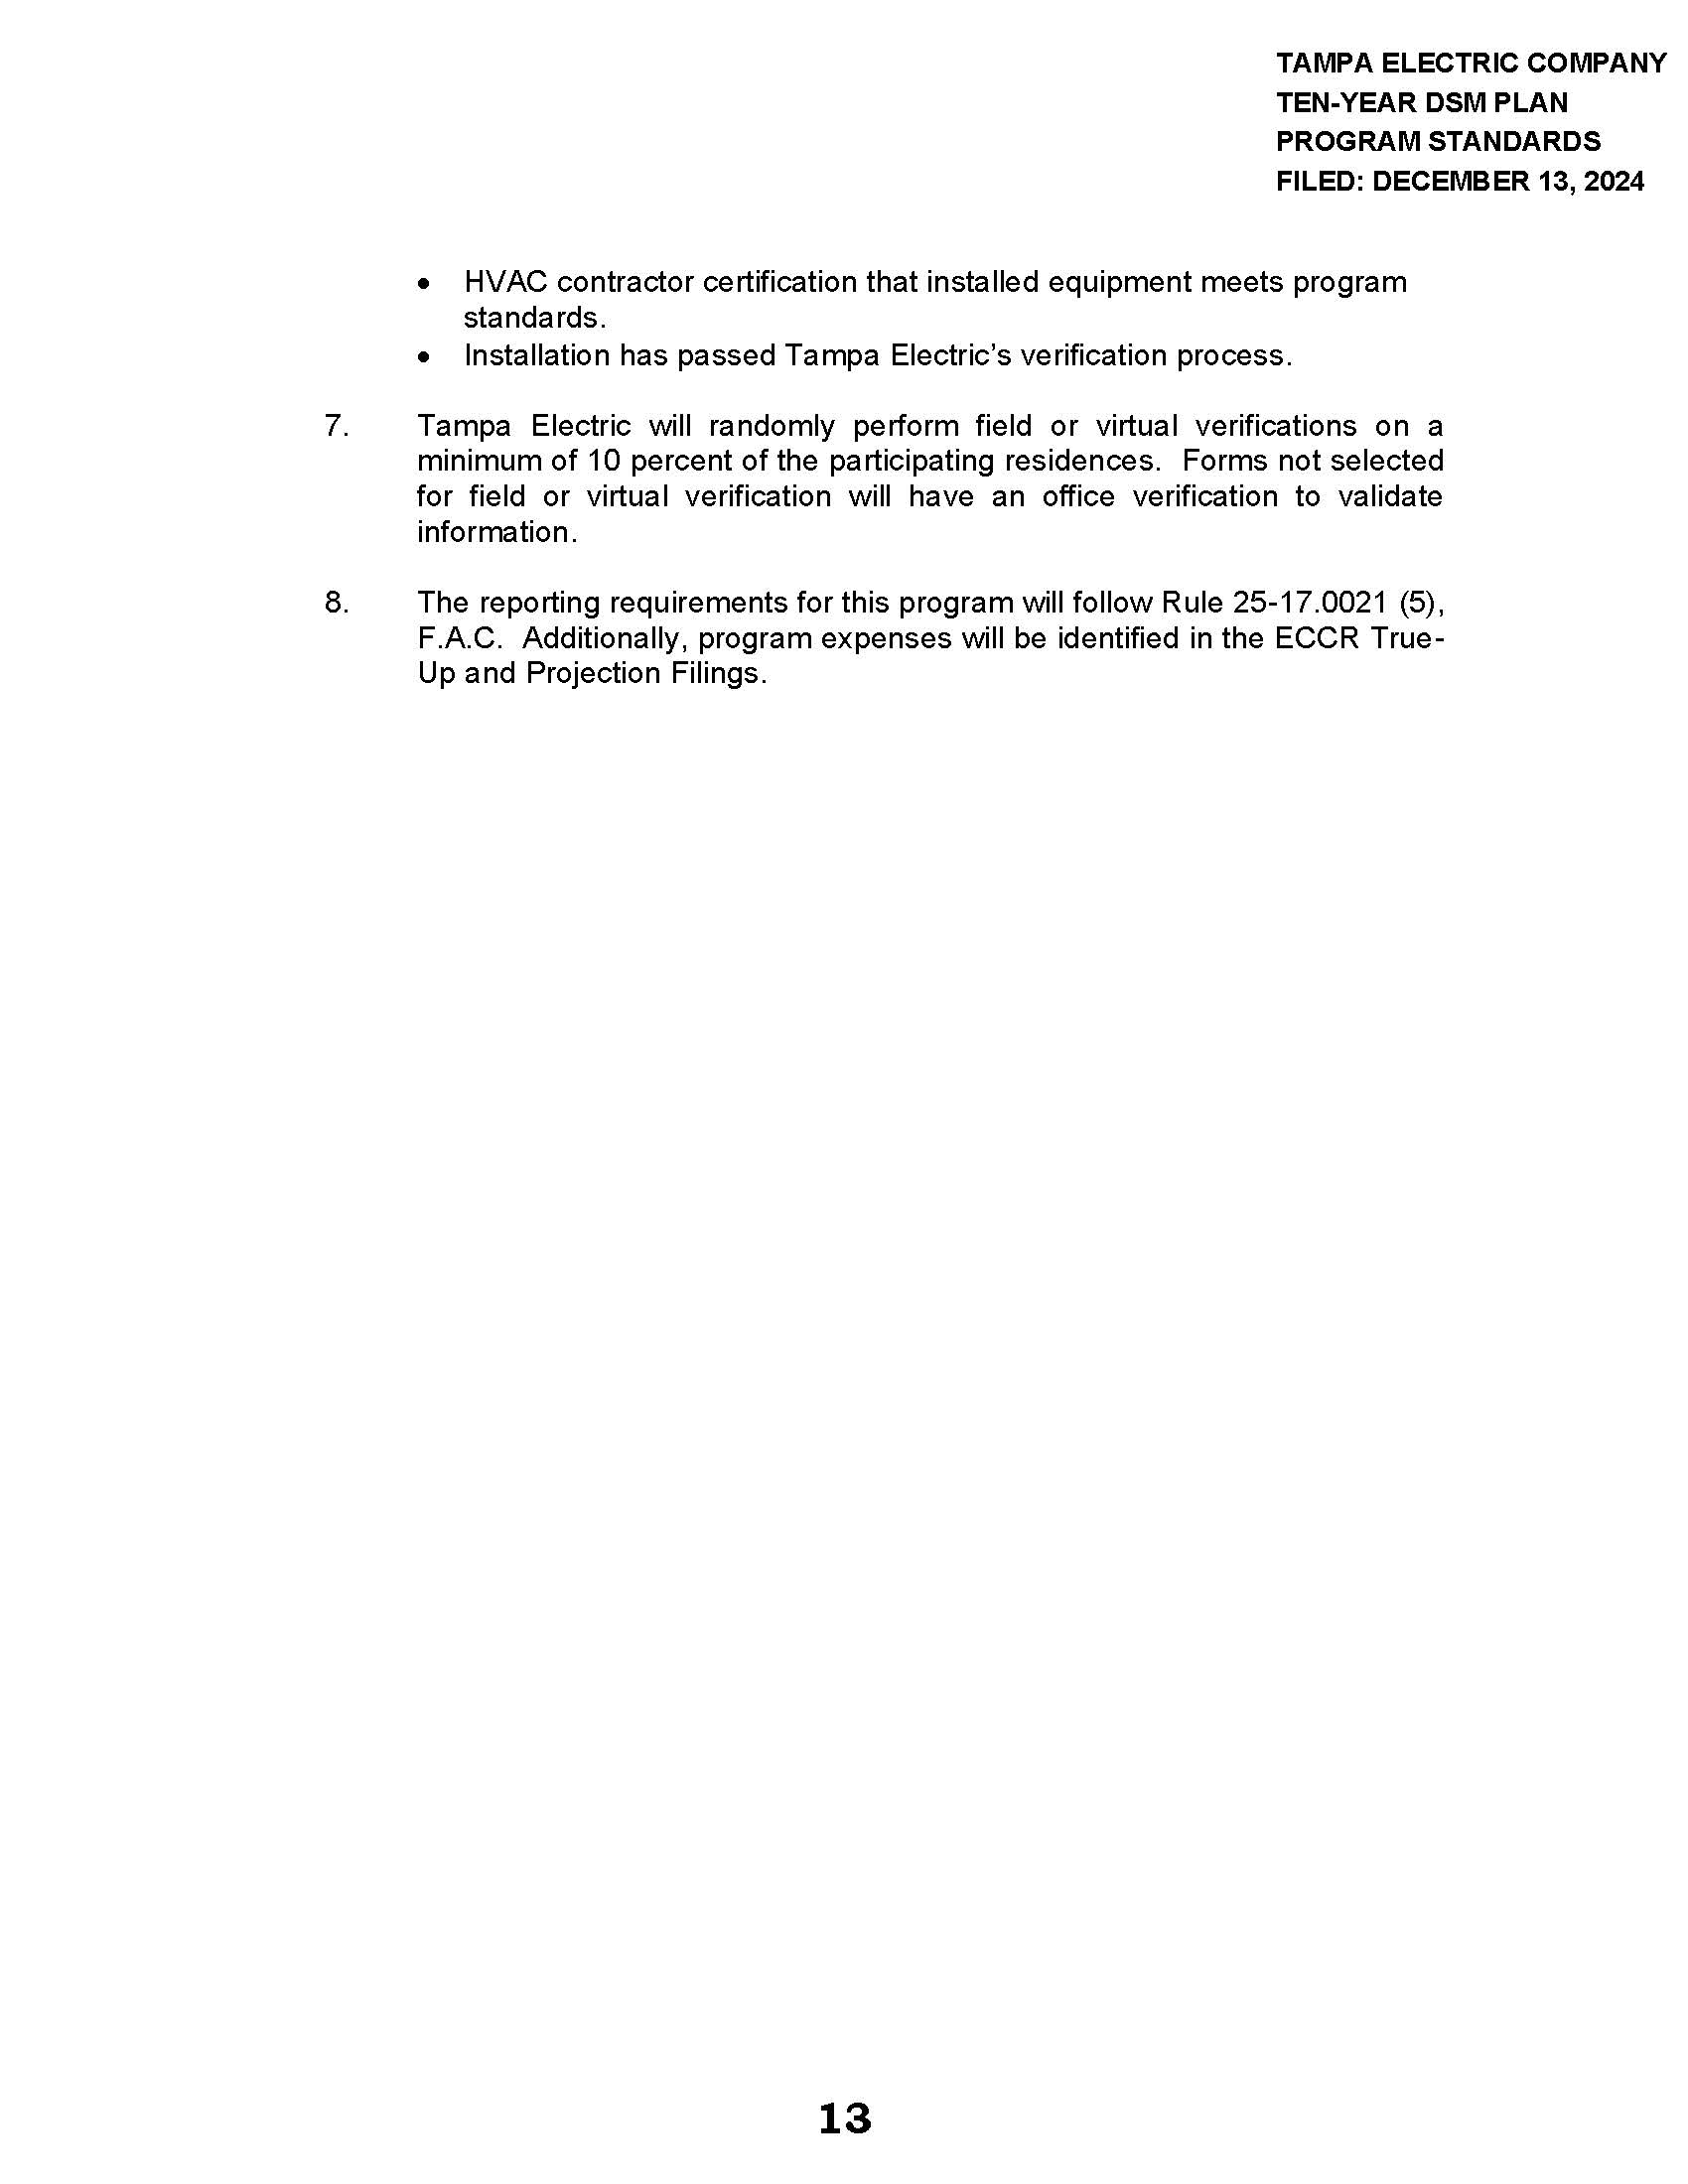 TAMPA ELECTRIC COMPANY
TEN-YEAR DSM PLAN
PROGRAM STANDARDS
FILED: DECEMBER 13, 2024
• HVAC contractor certification that installed equipment meets program
standards.
• Installation has passed Tampa Electric’s verification process.
7. Tampa Electric will randomly perform field or virtual verifications on a
minimum of 10 percent of the participating residences. Forms not selected
for field or virtual verification will have an office verification to validate
information.
8. The reporting requirements for this program will follow Rule 25-17.0021 (5),
F.A.C. Additionally, program expenses will be identified in the ECCR True-
Up and Projection Filings.
13